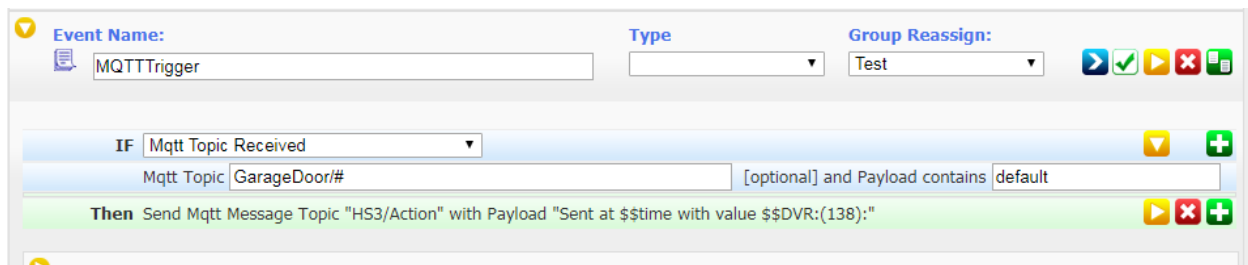 Event Name: Type Group Reassign:
MQTTTrigger Test
IF Mqtt Topic Received
Mqtt Topic GarageDoor/# [optional] and Payload contains default
Then Send Mqtt Message Topic "HS3/Action" with Payload "Sent at $$time with value $$DVR:(138):"